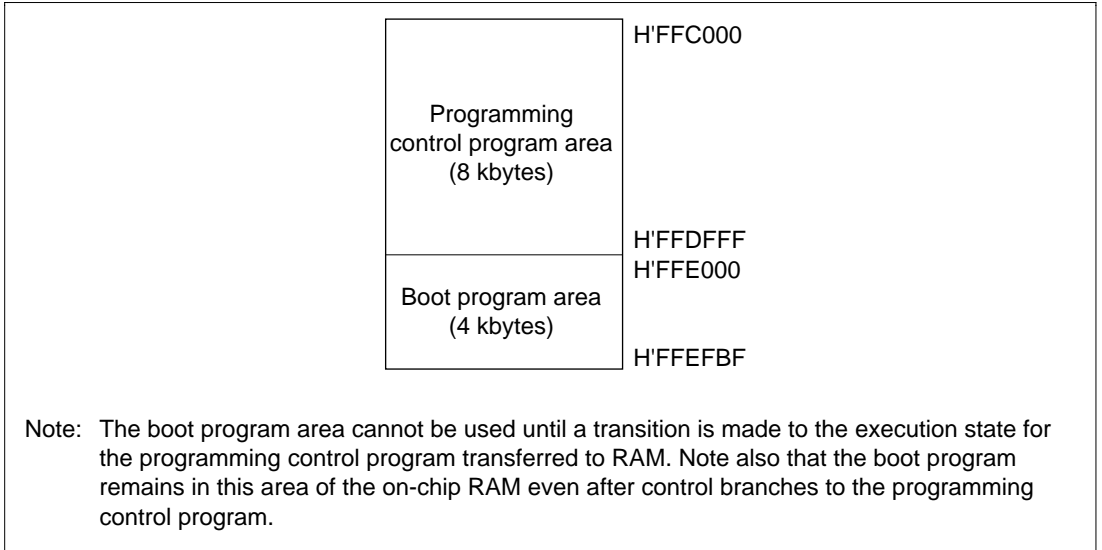 H'FFC000
Programming
control program area
(8 kbytes)
H'FFDFFF
H'FFE000
Boot program area
(4 kbytes)
H'FFEFBF
Note: The boot program area cannot be used until a transition is made to the execution state for
the programming control program transferred to RAM. Note also that the boot program
remains in this area of the on-chip RAM even after control branches to the programming
control program.